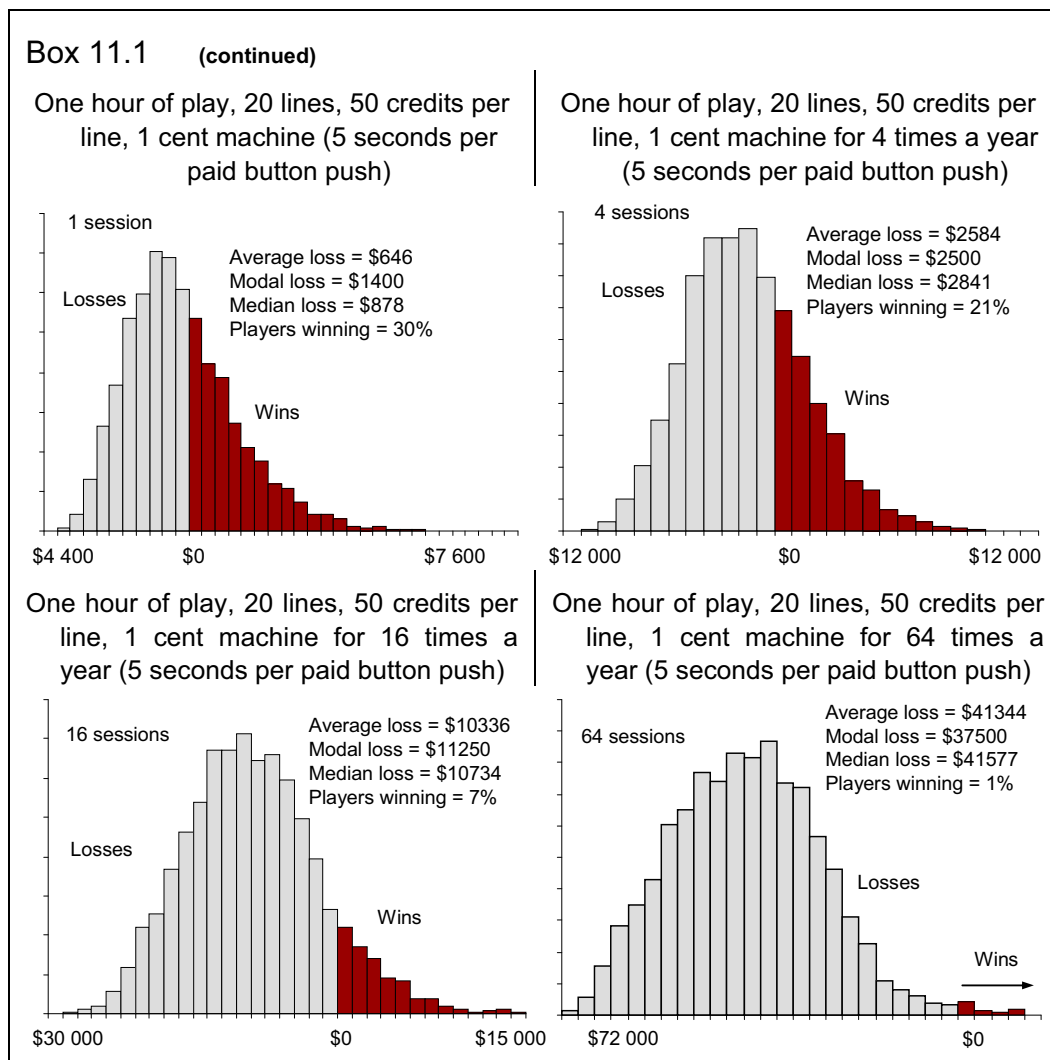 Box 11.1 (continued)
One hour of play, 20 lines, 50 credits per
line, 1 cent machine (5 seconds per
paid button push)
1 session
Average loss = $646
Modal loss = $1400
Median loss = $878
Players winning = 30%
Losses
Wins
$4 400 $0 $7 600
One hour of play, 20 lines, 50 credits per
line, 1 cent machine for 4 times a year
(5 seconds per paid button push)
4 sessions
Average loss = $2584
Modal loss = $2500
Median loss = $2841
Players winning = 21%
Losses
Wins
$12 000 $0 $12 000
One hour of play, 20 lines, 50 credits per
line, 1 cent machine for 16 times a
year (5 seconds per paid button push)
16 sessions
Average loss = $10336
Modal loss = $11250
Median loss = $10734
Players winning = 7%
Losses
Wins
$30 000 $0 $15 000
One hour of play, 20 lines, 50 credits per
line, 1 cent machine for 64 times a
year (5 seconds per paid button push)
64 sessions
Average loss = $41344
Modal loss = $37500
Median loss = $41577
Players winning = 1%
Losses
Wins
$72 000 $0